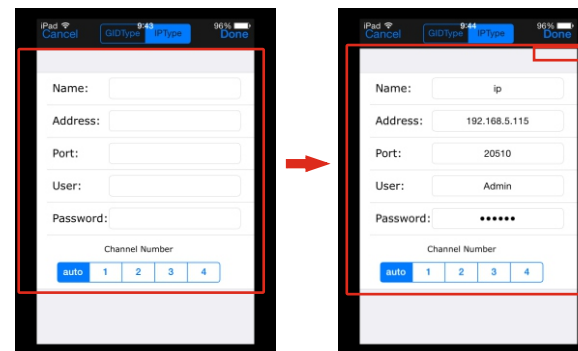 iPad 9:43 96%
Cancel GIDType IPType Done
Name:
Address:
Port:
User:
Password:
Channel Number
auto 1 2 3 4
iPad 9:44 96%
Cancel GIDType IPType Done
Name: ip
Address: 192.168.5.115
Port: 20510
User: Admin
Password: ••••••
Channel Number
auto 1 2 3 4